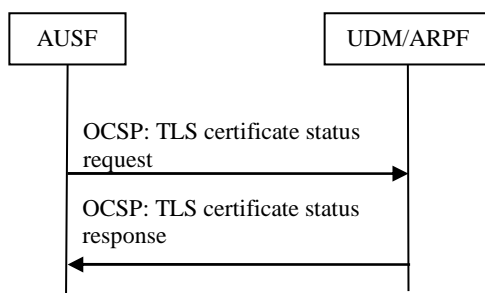 AUSF
UDM/ARPF
OCSP: TLS certificate status
request
OCSP: TLS certificate status
response